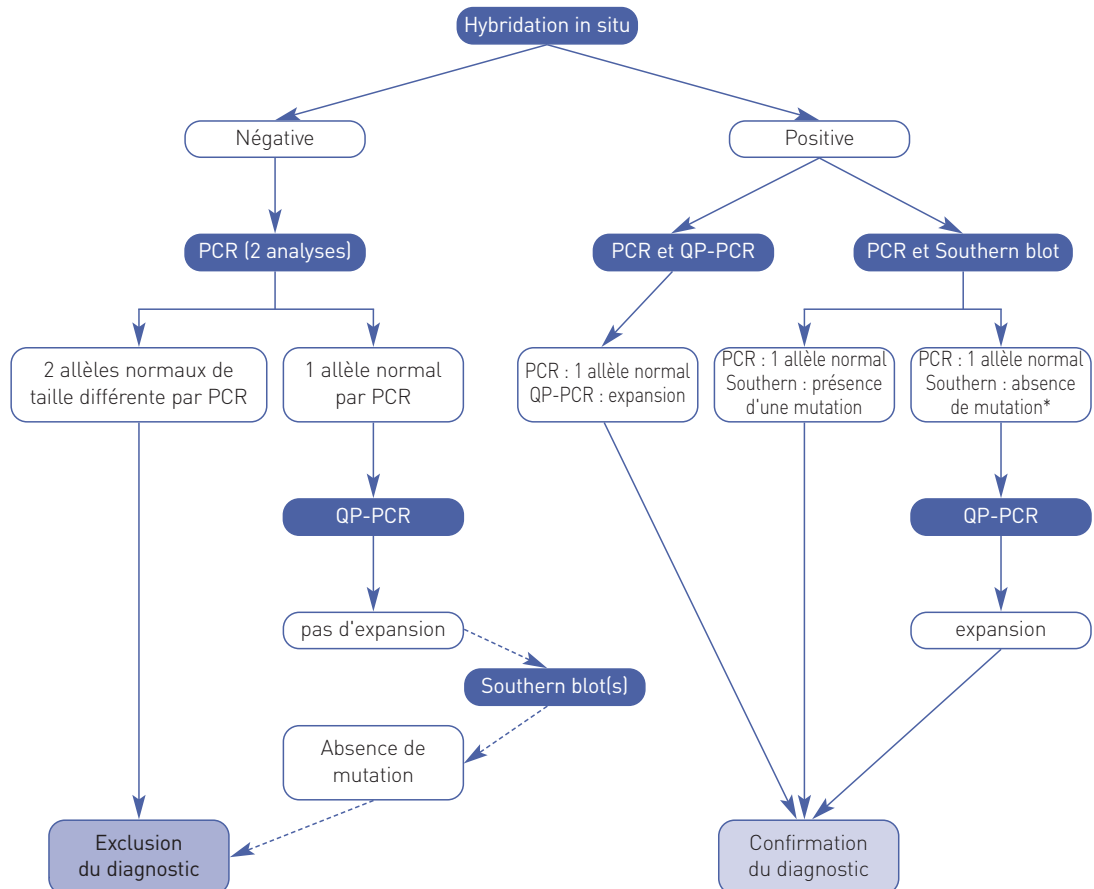 Hybridation in situ
Négative
Positive
PCR (2 analyses)
PCR et QP-PCR
PCR et Southern blot
2 allèles normaux de
taille différente par PCR
1 allèle normal
par PCR
PCR : 1 allèle normal
QP-PCR : expansion
PCR : 1 allèle normal
Southern : présence
d'une mutation
PCR : 1 allèle normal
Southern : absence
de mutation*
QP-PCR
QP-PCR
pas d'expansion
expansion
Southern blot(s)
Absence de
mutation
Exclusion
du diagnostic
Confirmation
du diagnostic